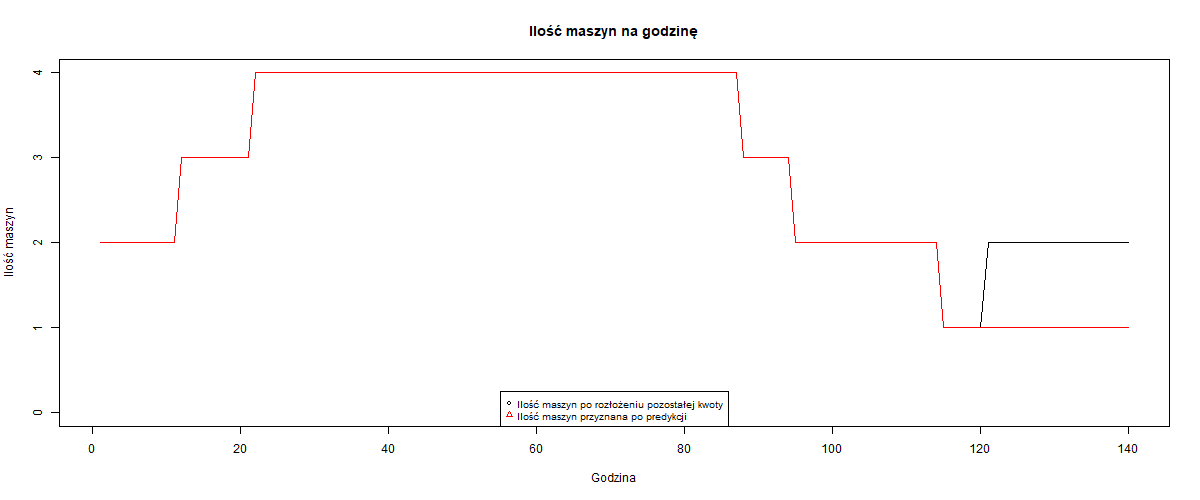 Ilość maszyn na godzinę
Ilość maszyn
4
3
2
1
0
Ilość maszyn po rozłożeniu pozostałej kwoty
Ilość maszyn przyznana po predykcji
0 20 40 60 80 100 120 140
Godzina